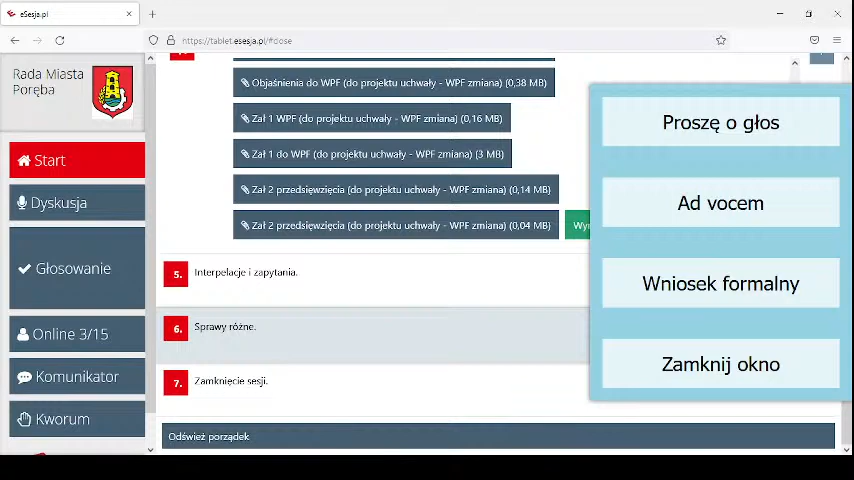 eSesja.pl
https://tablet.esesja.pl/#close
Rada Miasta
Poręba
Start
Dyskusja
Głosowanie
Online 3/15
Komunikator
Kworum
Objaśnienia do WPF (do projektu uchwały - WPF zmiana) (0,38 MB)
Zał 1 WPF (do projektu uchwały - WPF zmiana) (0,16 MB)
Zał 1 do WPF (do projektu uchwały - WPF zmiana) (3 MB)
Zał 2 przedsięwzięcia (do projektu uchwały - WPF zmiana) (0,14 MB)
Zał 2 przedsięwzięcia (do projektu uchwały - WPF zmiana) (0,04 MB)
5. Interpelacje i zapytania.
6. Sprawy różne.
7. Zamknięcie sesji.
Odśwież porządek
Proszę o głos
Ad vocem
Wniosek formalny
Zamknij okno